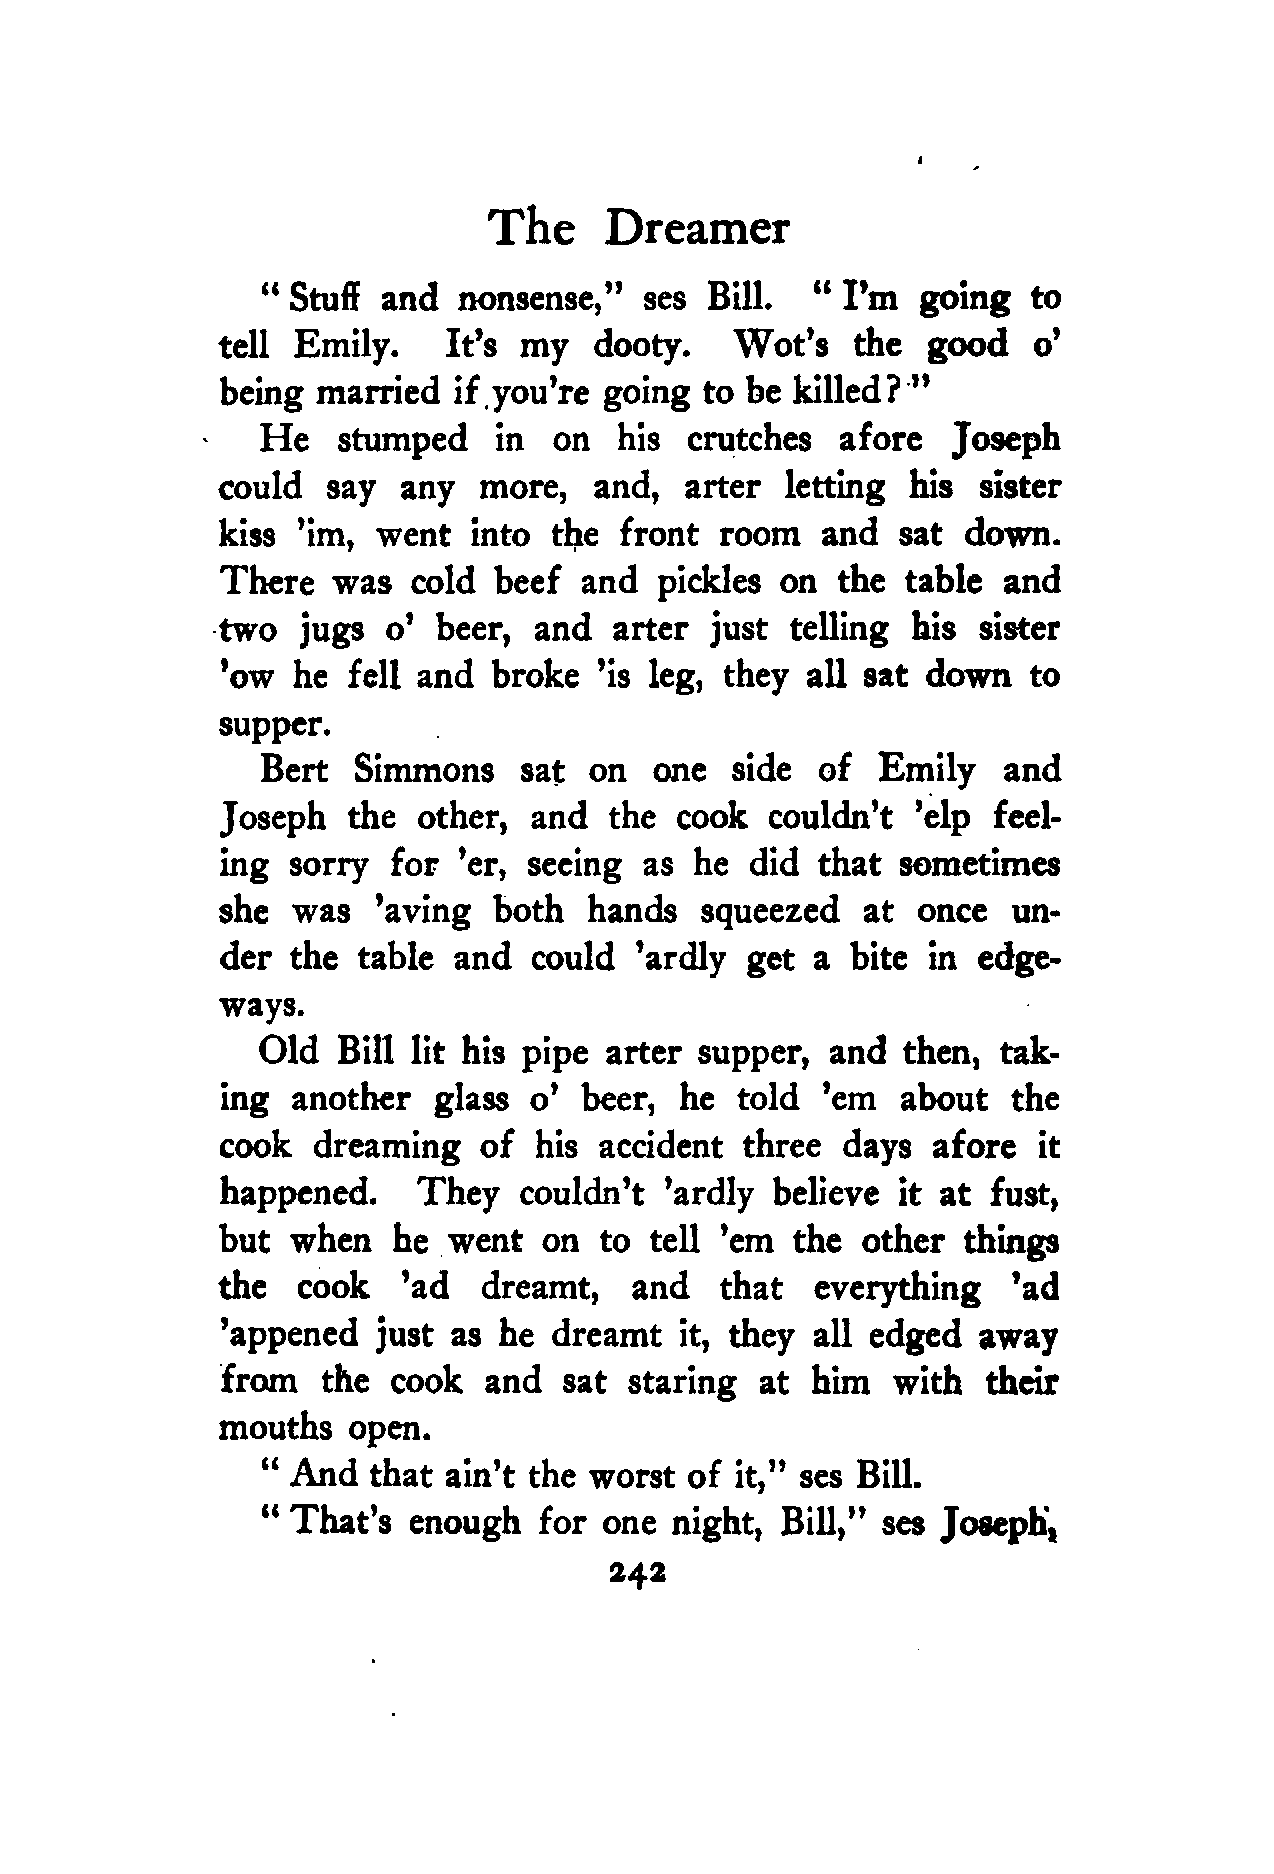 The Dreamer
“ Stuff and nonsense,” ses Bill. “ I’m going to
tell Emily. It’s my dooty. Wot’s the good o’
being married if you’re going to be killed?”
He stumped in on his crutches afore Joseph
could say any more, and, arter letting his sister
kiss ’im, went into the front room and sat down.
There was cold beef and pickles on the table and
two jugs o’ beer, and arter just telling his sister
’ow he fell and broke ’is leg, they all sat down to
supper.
Bert Simmons sat on one side of Emily and
Joseph the other, and the cook couldn’t ’elp feel-
ing sorry for ’er, seeing as he did that sometimes
she was ’aving both hands squeezed at once un-
der the table and could ’ardly get a bite in edge-
ways.
Old Bill lit his pipe arter supper, and then, tak-
ing another glass o’ beer, he told ’em about the
cook dreaming of his accident three days afore it
happened. They couldn’t ’ardly believe it at fust,
but when he went on to tell ’em the other things
the cook ’ad dreamt, and that everything ’ad
’appened just as he dreamt it, they all edged away
from the cook and sat staring at him with their
mouths open.
“ And that ain’t the worst of it,” ses Bill.
“ That’s enough for one night, Bill,” ses Joseph,
242